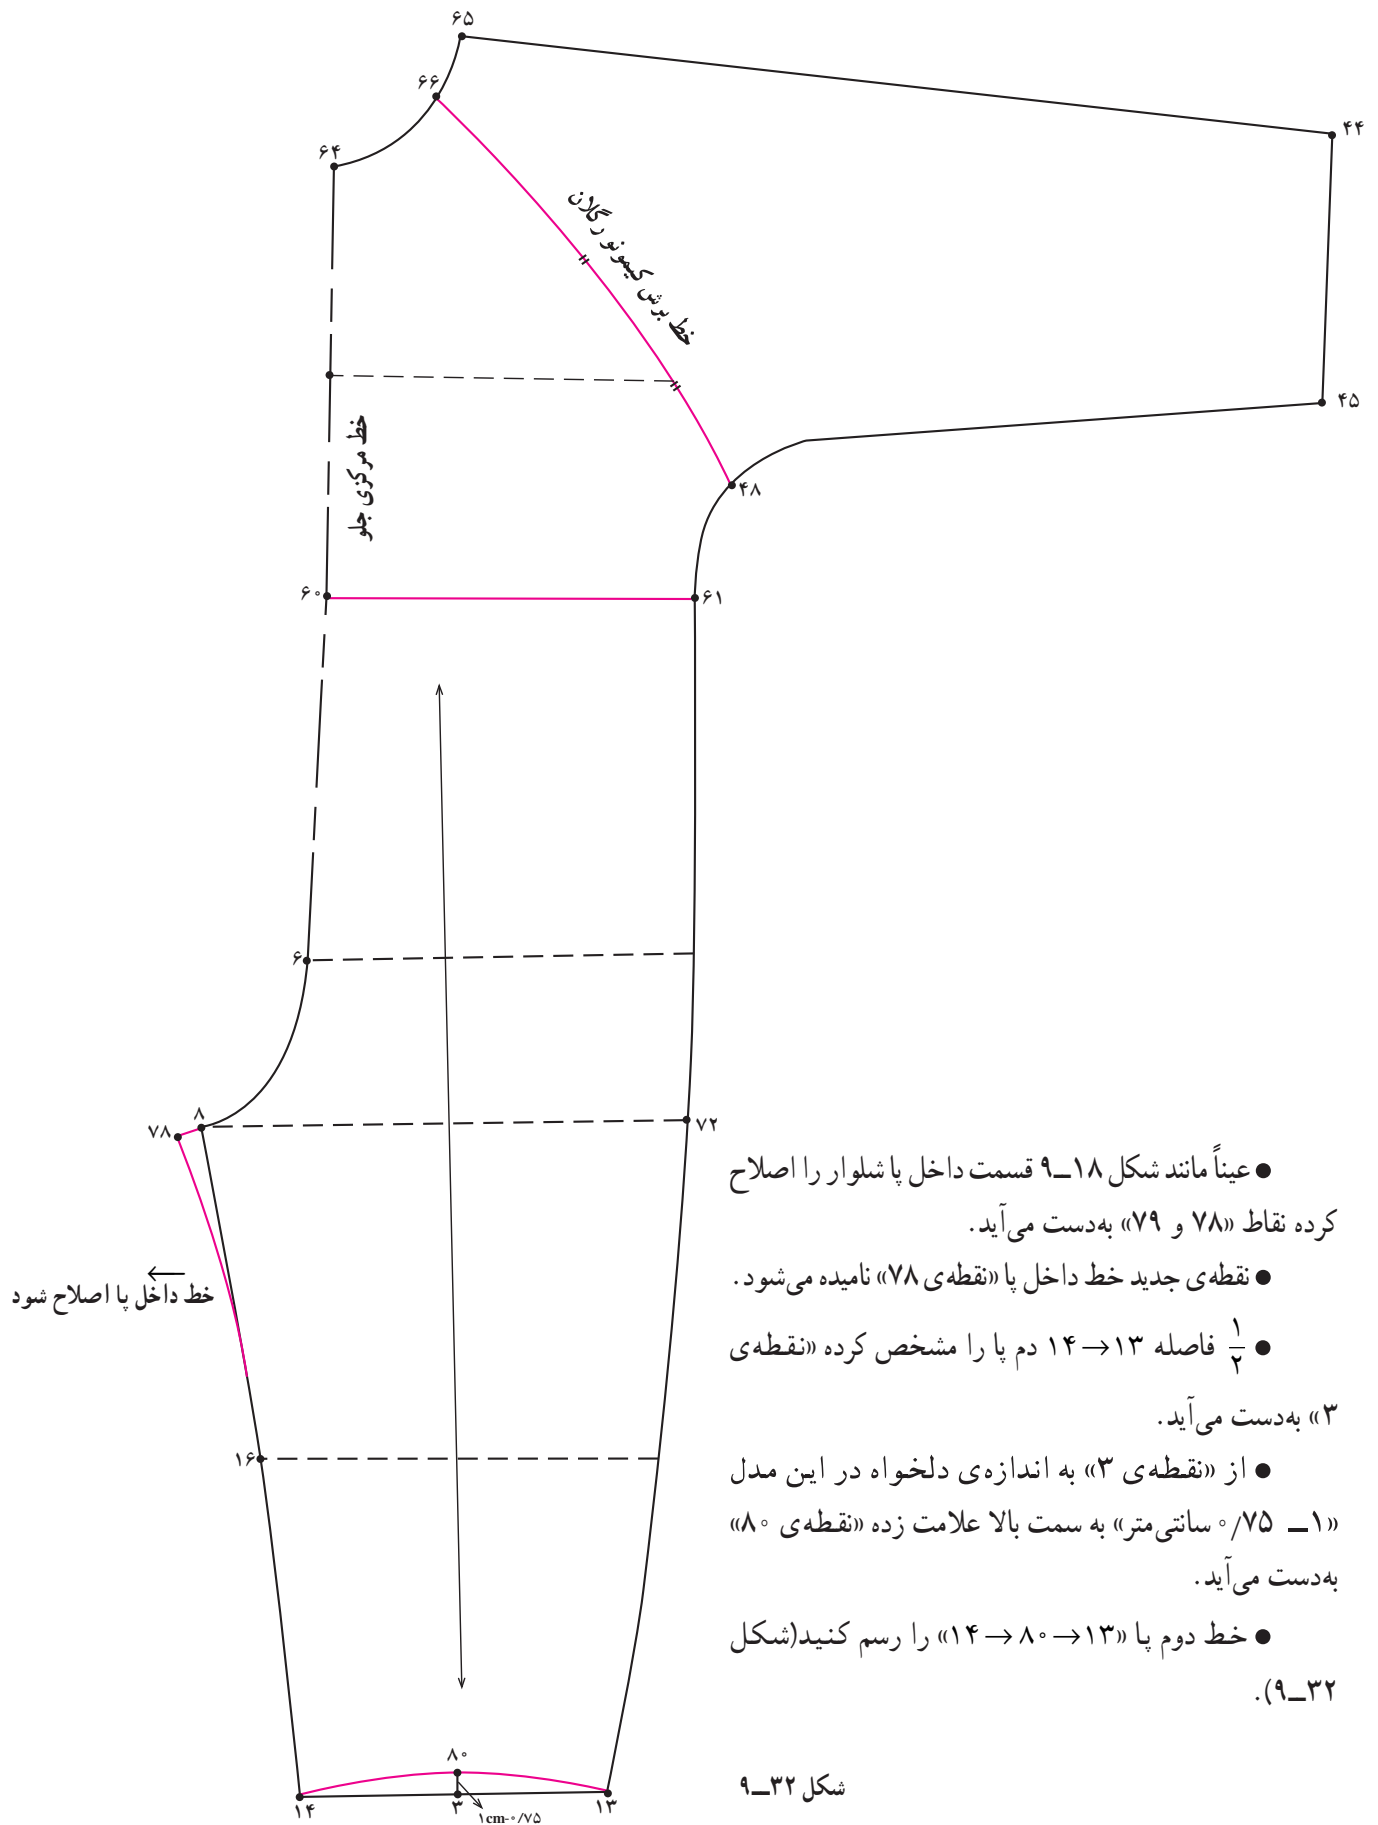 ۶۵
۶۶
۴۴
۶۴
خط برش کیمونو رگلان
۴۵
خط مرکزی جلو
۴۸
۶۰
۶۱
۶
۸
۷۸
۷۲
● عیناً مانند شکل ۱۸ــ۹ قسمت داخل پا شلوار را اصلاح
کرده نقاط «۷۸ و ۷۹» به‌دست می‌آید.
● نقطه‌ی جدید خط داخل پا «نقطه‌ی ۷۸» نامیده می‌شود.
←
خط داخل پا اصلاح شود
● ۱/۲ فاصله ۱۳→۱۴ دم پا را مشخص کرده «نقطه‌ی
۳» به‌دست می‌آید.
۱۶
● از «نقطه‌ی ۳» به اندازه‌ی دلخواه در این مدل
«۱ــ ۰/۷۵ سانتی‌متر» به سمت بالا علامت زده «نقطه‌ی ۸۰»
به‌دست می‌آید.
● خط دوم پا «۱۳→۸۰→۱۴» را رسم کنید(شکل
۳۲ــ۹).
۸۰
۱۴
۳
۱cm-۰/۷۵
۱۳
شکل ۳۲ــ۹